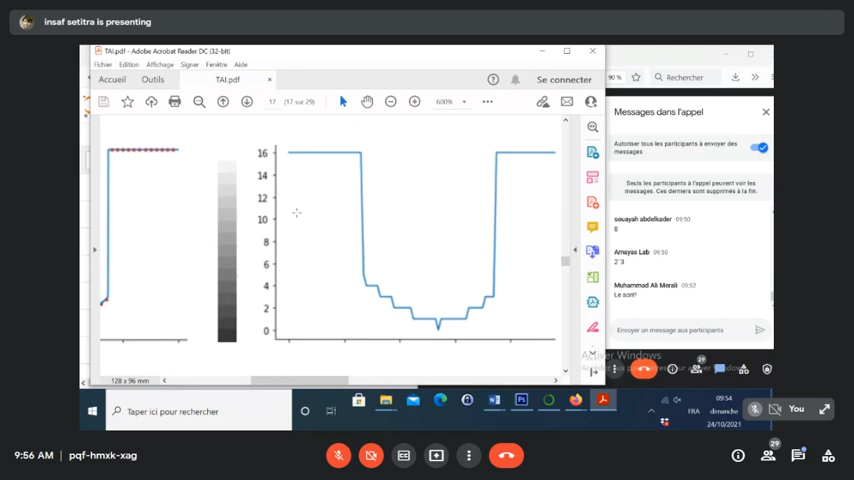 insaf setitra is presenting
TAI.pdf - Adobe Acrobat Reader DC (32-bit)
Fichier Edition Affichage Signer Fenêtre Aide
Accueil Outils TAI.pdf × Se connecter
17 (17 sur 29) 600%
90 % Rechercher
Messages dans l'appel
Autoriser tous les participants à envoyer des
messages
Seuls les participants à l'appel peuvent voir les
messages. Ces derniers sont supprimés à la fin.
souayah abdelkader 09:50
8
Amayas Lab 09:50
2^3
Muhammad Ali Merali 09:52
Le sont!!
Envoyer un message aux participants
16
14
12
10
8
6
4
2
0
128 x 96 mm
Activer Windows
29
Taper ici pour rechercher
FRA
09:54
dimanche
24/10/2021
You
9:56 AM pqf-hmxk-xag
29